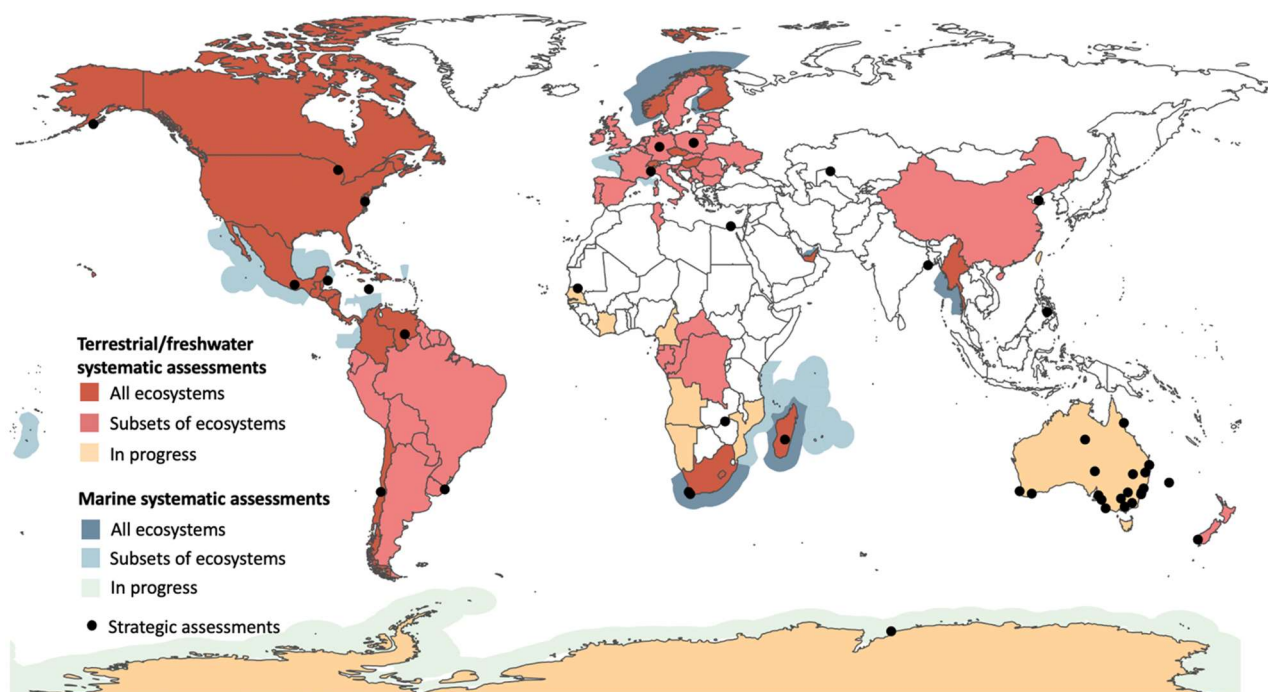 Terrestrial/freshwater
systematic assessments
All ecosystems
Subsets of ecosystems
In progress
Marine systematic assessments
All ecosystems
Subsets of ecosystems
In progress
Strategic assessments